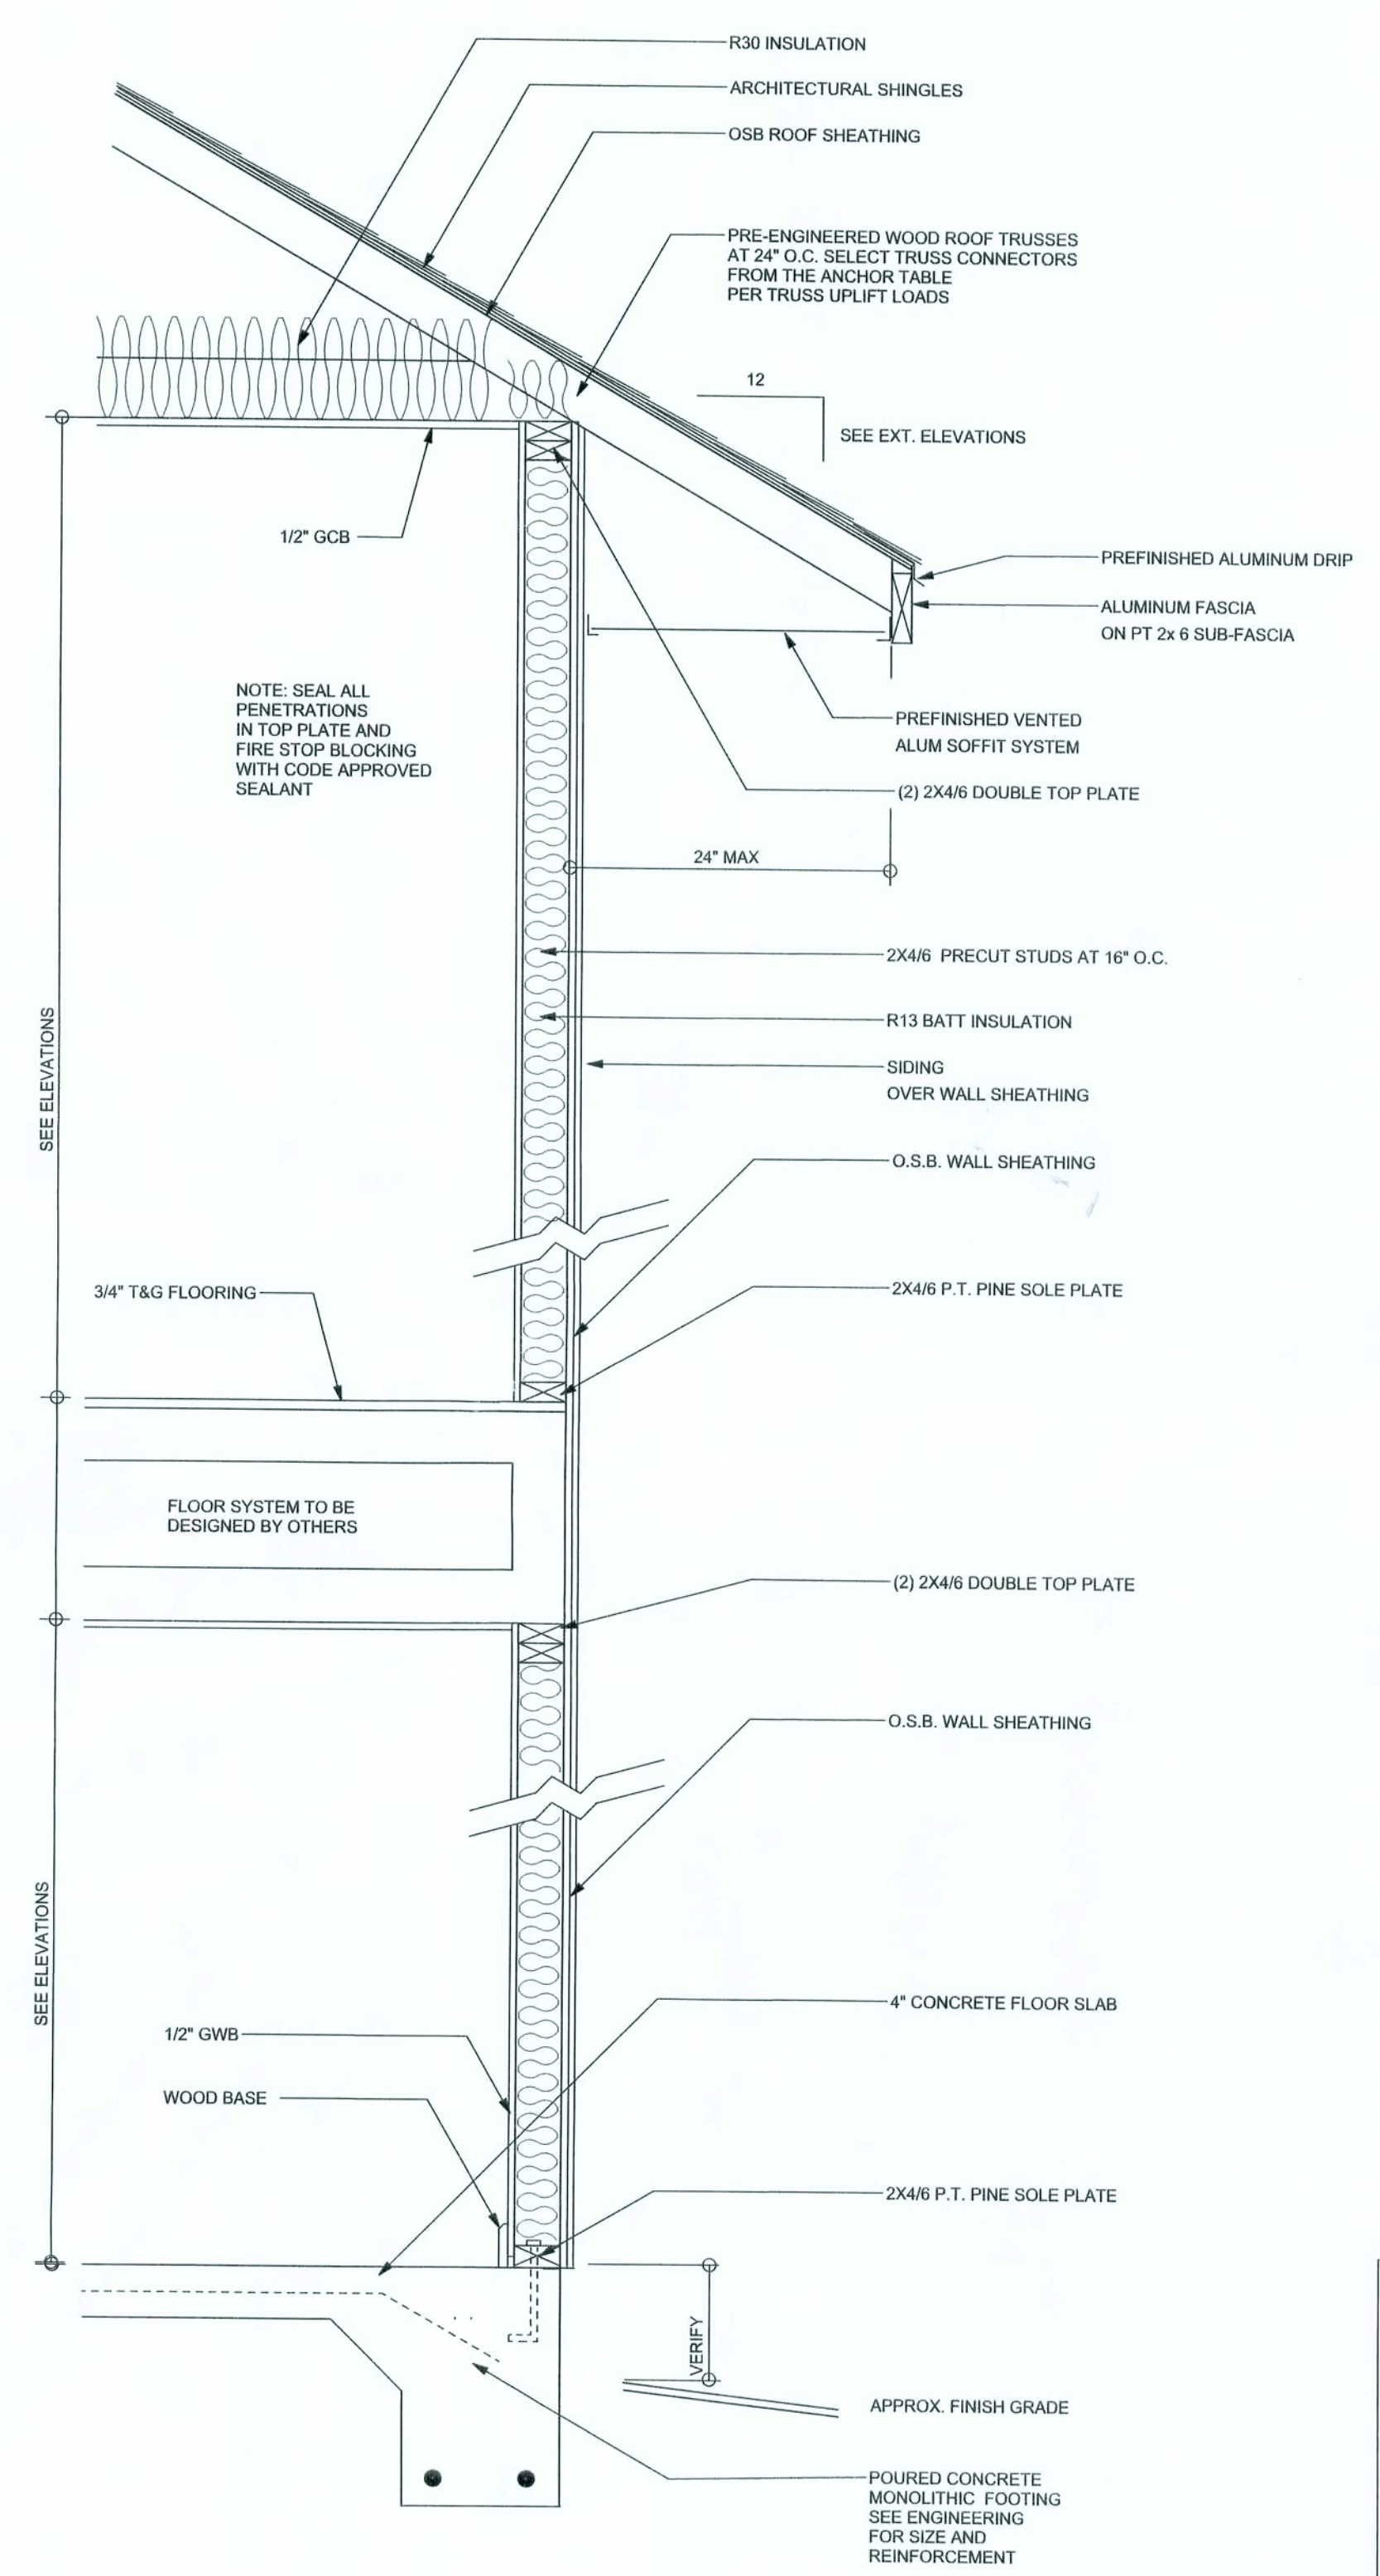 R30 INSULATION
ARCHITECTURAL SHINGLES
OSB ROOF SHEATHING
PRE-ENGINEERED WOOD ROOF TRUSSES
AT 24" O.C. SELECT TRUSS CONNECTORS
FROM THE ANCHOR TABLE
PER TRUSS UPLIFT LOADS
12
SEE EXT. ELEVATIONS
1/2" GCB
PREFINISHED ALUMINUM DRIP
ALUMINUM FASCIA
ON PT 2x 6 SUB-FASCIA
NOTE: SEAL ALL
PENETRATIONS
IN TOP PLATE AND
FIRE STOP BLOCKING
WITH CODE APPROVED
SEALANT
PREFINISHED VENTED
ALUM SOFFIT SYSTEM
(2) 2X4/6 DOUBLE TOP PLATE
24" MAX
2X4/6 PRECUT STUDS AT 16" O.C.
R13 BATT INSULATION
SIDING
OVER WALL SHEATHING
SEE ELEVATIONS
O.S.B. WALL SHEATHING
3/4" T&G FLOORING
2X4/6 P.T. PINE SOLE PLATE
FLOOR SYSTEM TO BE
DESIGNED BY OTHERS
(2) 2X4/6 DOUBLE TOP PLATE
O.S.B. WALL SHEATHING
SEE ELEVATIONS
4" CONCRETE FLOOR SLAB
1/2" GWB
WOOD BASE
2X4/6 P.T. PINE SOLE PLATE
VERIFY
APPROX. FINISH GRADE
POURED CONCRETE
MONOLITHIC FOOTING
SEE ENGINEERING
FOR SIZE AND
REINFORCEMENT